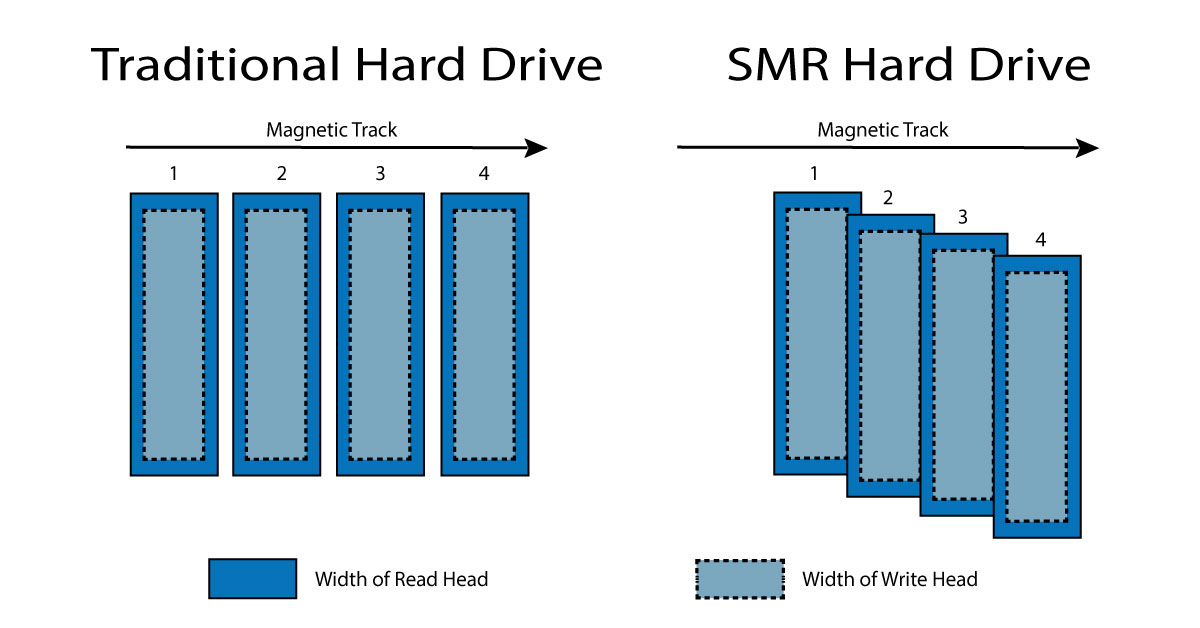 Traditional Hard Drive
Magnetic Track
1 2 3 4
SMR Hard Drive
Magnetic Track
1
2
3
4
Width of Read Head
Width of Write Head